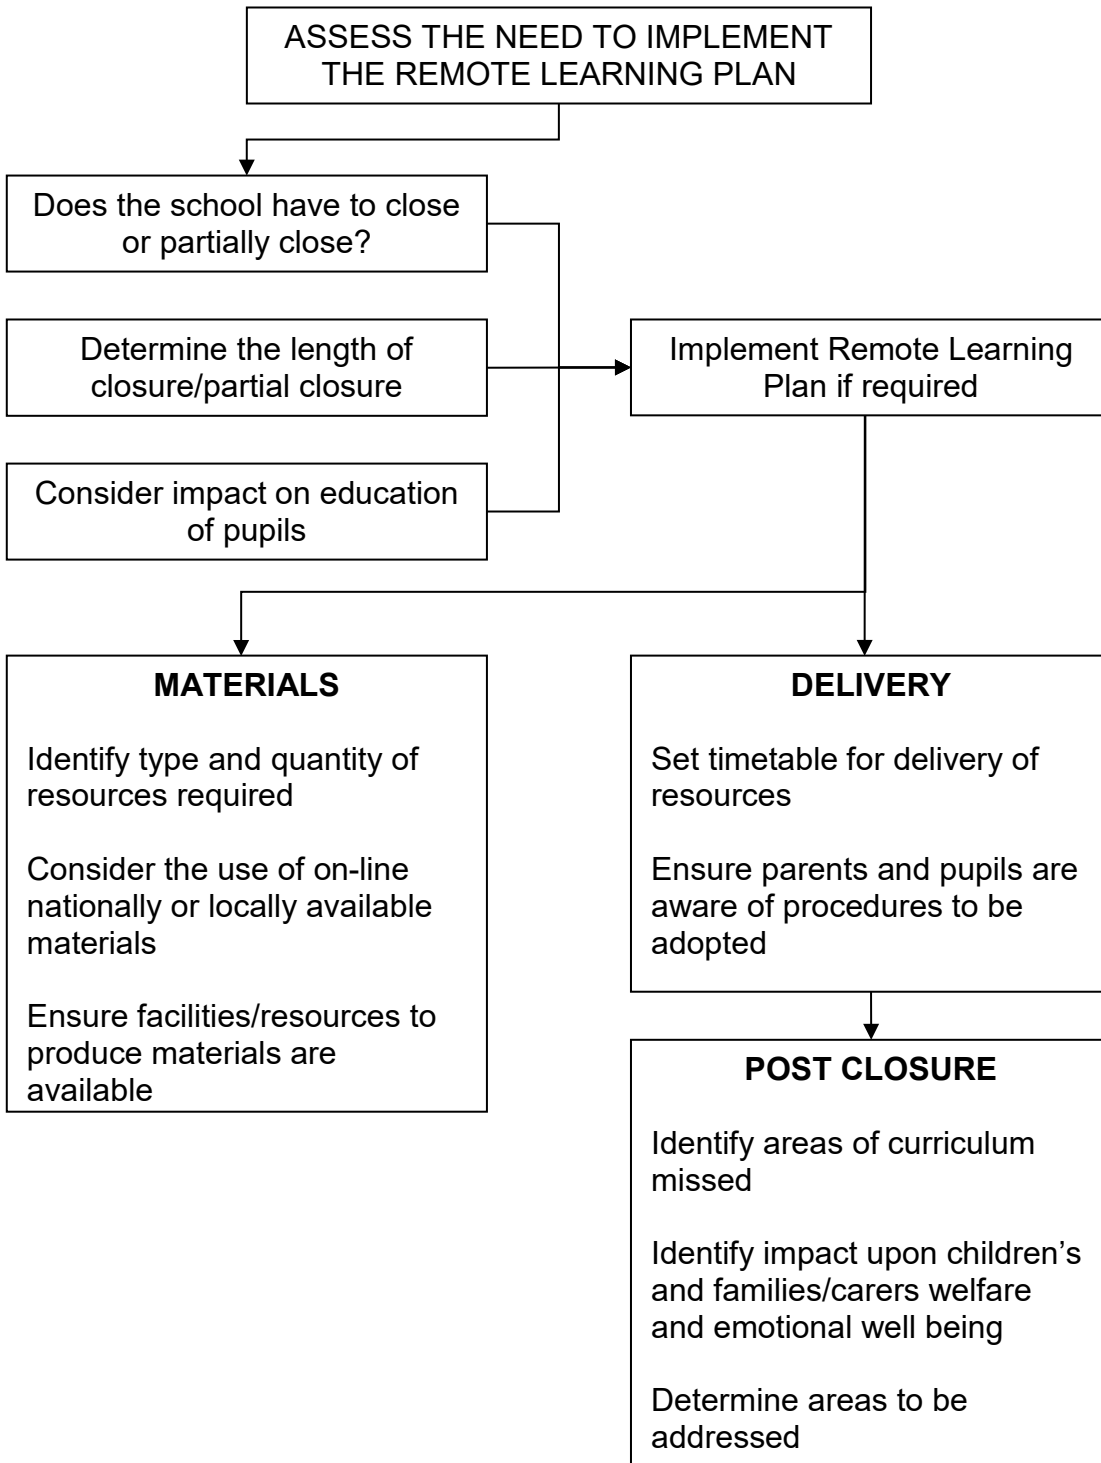 ASSESS THE NEED TO IMPLEMENT
THE REMOTE LEARNING PLAN
Does the school have to close
or partially close?
Determine the length of
closure/partial closure
Implement Remote Learning
Plan if required
Consider impact on education
of pupils
MATERIALS
Identify type and quantity of
resources required
Consider the use of on-line
nationally or locally available
materials
Ensure facilities/resources to
produce materials are
available
DELIVERY
Set timetable for delivery of
resources
Ensure parents and pupils are
aware of procedures to be
adopted
POST CLOSURE
Identify areas of curriculum
missed
Identify impact upon children’s
and families/carers welfare
and emotional well being
Determine areas to be
addressed